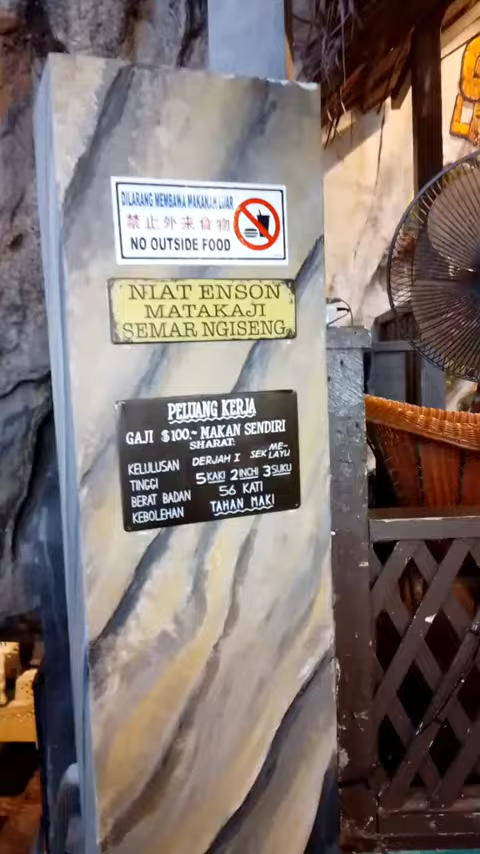 DILARANG MEMBAWA MAKANAN LUAR
禁止外来食物
NO OUTSIDE FOOD
NIAT ENSON
MATAKAJI
SEMAR NGISENG
PELUANG KERJA
GAJI $100.~ MAKAN SENDIRI
SHARAT:
KELULUSAN DERJAH I SEK ME-LAYU
TINGGI 5 KAKI 2 INCHI 3 SUKU
BERAT BADAN 56 KATI
KEBOLEHAN TAHAN MAKI